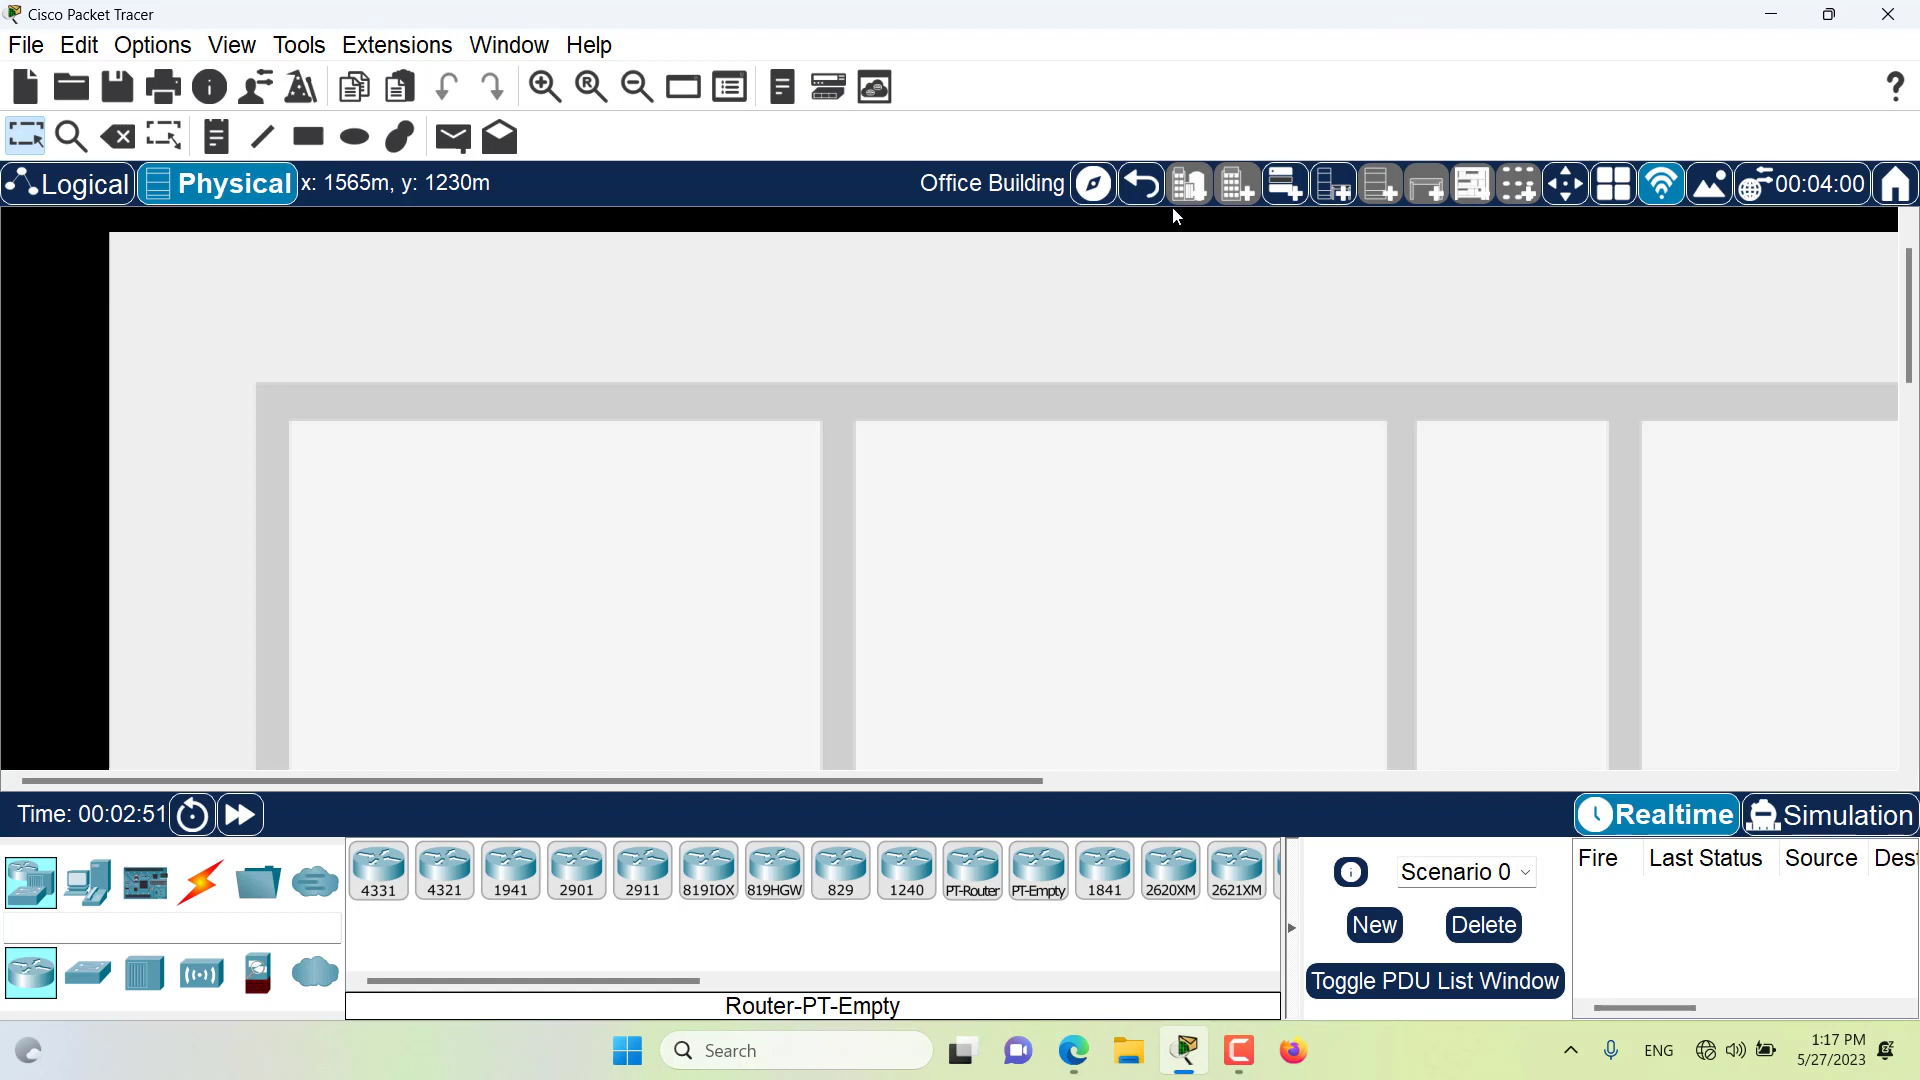 Cisco Packet Tracer
File Edit Options View Tools Extensions Window Help
Logical Physical x: 1565m, y: 1230m Office Building 00:04:00
Time: 00:02:51 Realtime Simulation
4331 4321 1941 2901 2911 819IOX 819HGW 829 1240 PT-Router PT-Empty 1841 2620XM 2621XM
Scenario 0
New Delete
Toggle PDU List Window
Fire Last Status Source Dest
Router-PT-Empty
Search
ENG
1:17 PM
5/27/2023